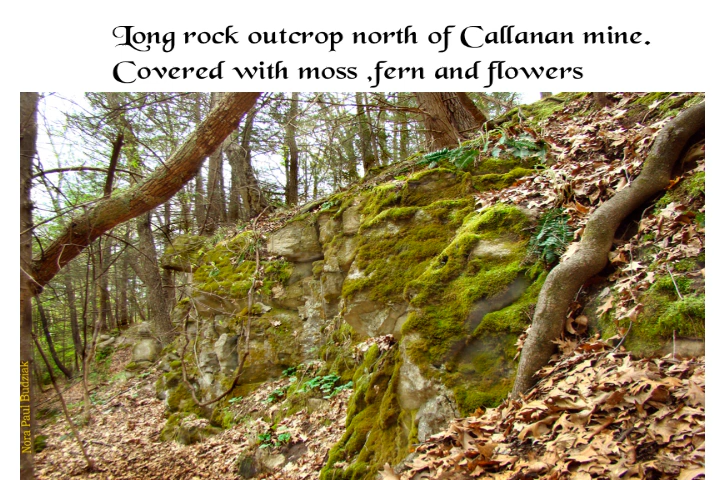 Long rock outcrop north of Callanan mine.
Covered with moss ,fern and flowers
Nora Paul Budziak